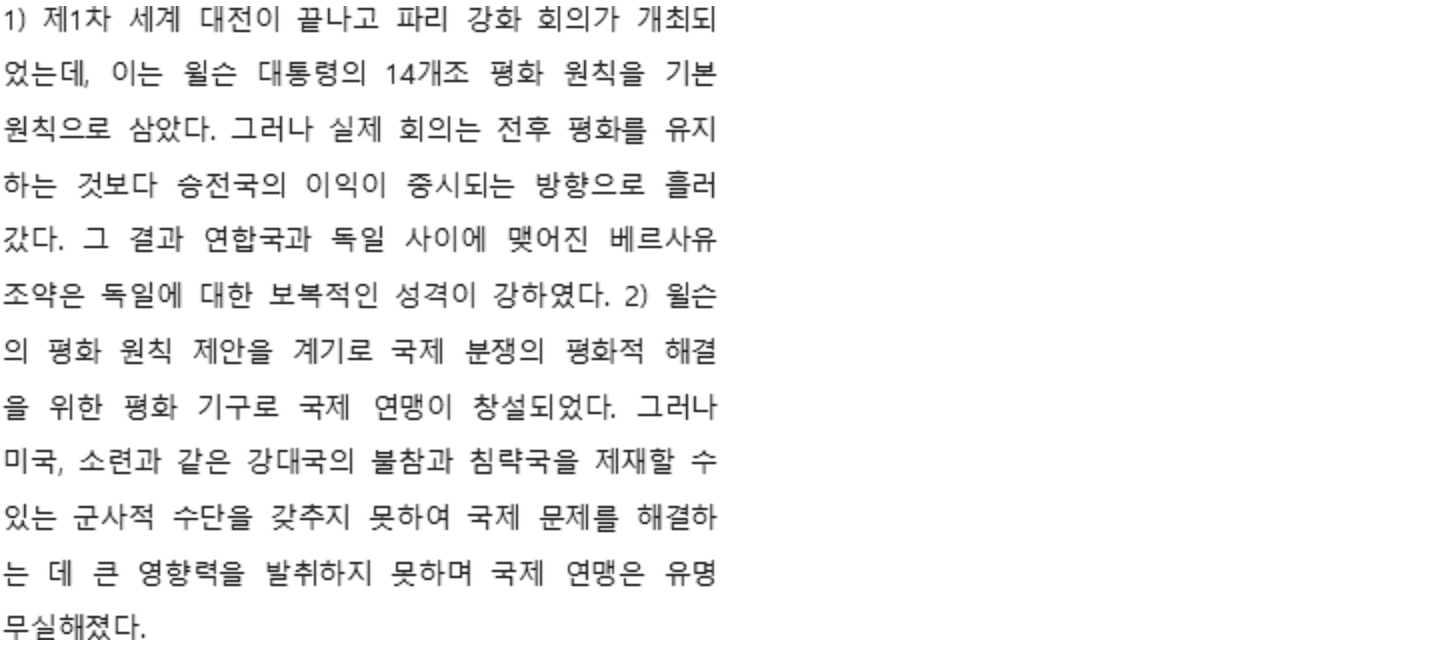 1) 제1차 세계 대전이 끝나고 파리 강화 회의가 개최되
었는데, 이는 윌슨 대통령의 14개조 평화 원칙을 기본
원칙으로 삼았다. 그러나 실제 회의는 전후 평화를 유지
하는 것보다 승전국의 이익이 중시되는 방향으로 흘러
갔다. 그 결과 연합국과 독일 사이에 맺어진 베르사유
조약은 독일에 대한 보복적인 성격이 강하였다. 2) 윌슨
의 평화 원칙 제안을 계기로 국제 분쟁의 평화적 해결
을 위한 평화 기구로 국제 연맹이 창설되었다. 그러나
미국, 소련과 같은 강대국의 불참과 침략국을 제재할 수
있는 군사적 수단을 갖추지 못하여 국제 문제를 해결하
는 데 큰 영향력을 발취하지 못하며 국제 연맹은 유명
무실해졌다.